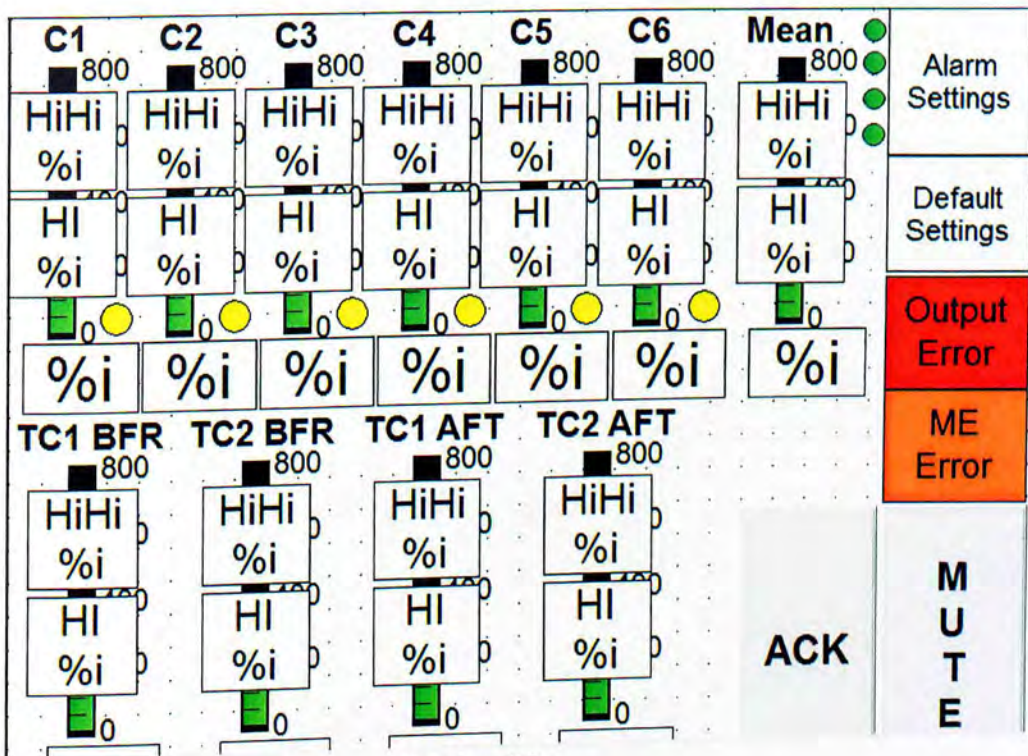 C1 C2 C3 C4 C5 C6 Mean
800 800 800 800 800 800 800
Alarm
Settings
HiHi HiHi HiHi HiHi HiHi HiHi HiHi
%i %i %i %i %i %i %i
Default
Settings
HI HI HI HI HI HI HI
%i %i %i %i %i %i %i
0 0 0 0 0 0 0
Output
Error
%i %i %i %i %i %i %i
ME
Error
TC1 BFR TC2 BFR TC1 AFT TC2 AFT
800 800 800 800
HiHi HiHi HiHi HiHi
%i %i %i %i
HI HI HI HI
%i %i %i %i
0 0 0 0
ACK
M
U
T
E